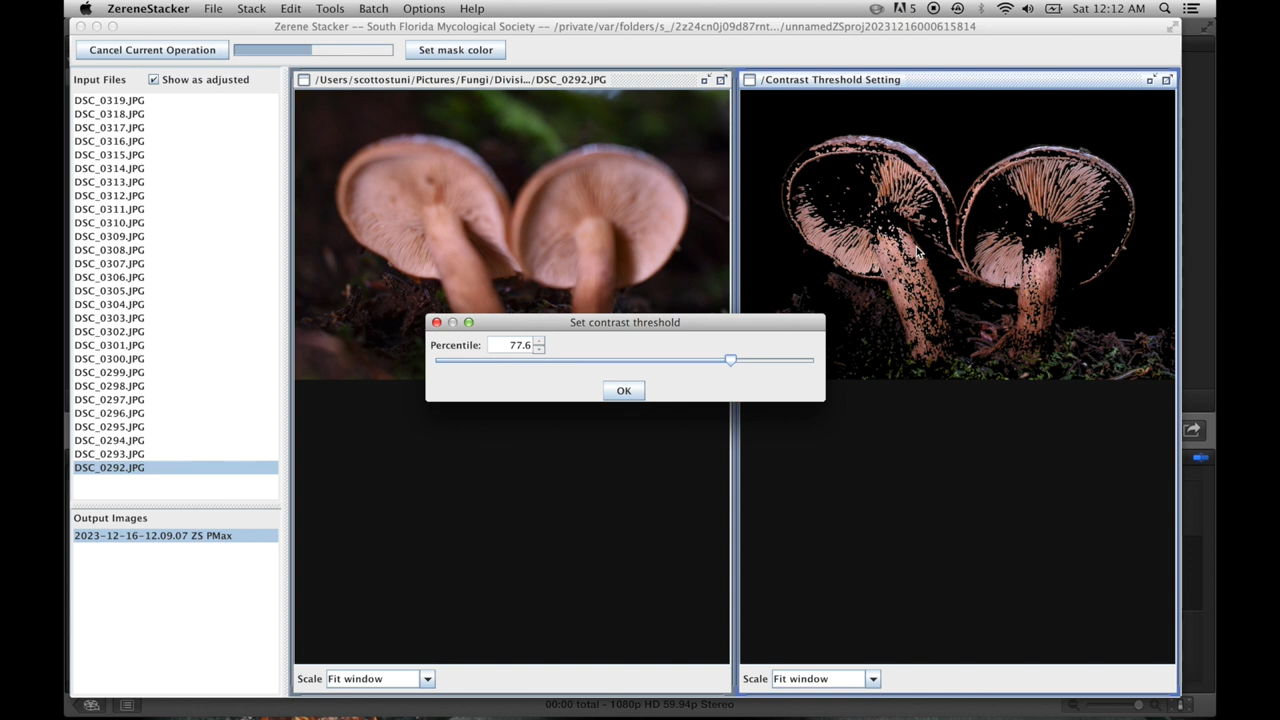 ZereneStacker File Edit Stack Tools Batch Options Help 5 Sat 12:12 AM
Zerene Stacker -- South Florida Mycological Society -- /private/var/folders/s_/2z24cn0j09d87rnt.../unnamedZSproj20231216000615814
Cancel Current Operation Set mask color
Input Files Show as adjusted
/Users/scottostuni/Pictures/Fungi/Divisi.../DSC_0292.JPG
/Contrast Threshold Setting
DSC_0319.JPG
DSC_0318.JPG
DSC_0317.JPG
DSC_0316.JPG
DSC_0315.JPG
DSC_0314.JPG
DSC_0313.JPG
DSC_0312.JPG
DSC_0311.JPG
DSC_0310.JPG
DSC_0309.JPG
DSC_0308.JPG
DSC_0307.JPG
DSC_0306.JPG
DSC_0305.JPG
DSC_0304.JPG
DSC_0303.JPG
DSC_0302.JPG
DSC_0301.JPG
DSC_0300.JPG
DSC_0299.JPG
DSC_0298.JPG
DSC_0297.JPG
DSC_0296.JPG
DSC_0295.JPG
DSC_0294.JPG
DSC_0293.JPG
DSC_0292.JPG
Set contrast threshold
Percentile: 77.6
OK
Output Images
2023-12-16-12.09.07 ZS PMax
Scale Fit window
Scale Fit window
00:00 total - 1080p HD 59.94p Stereo